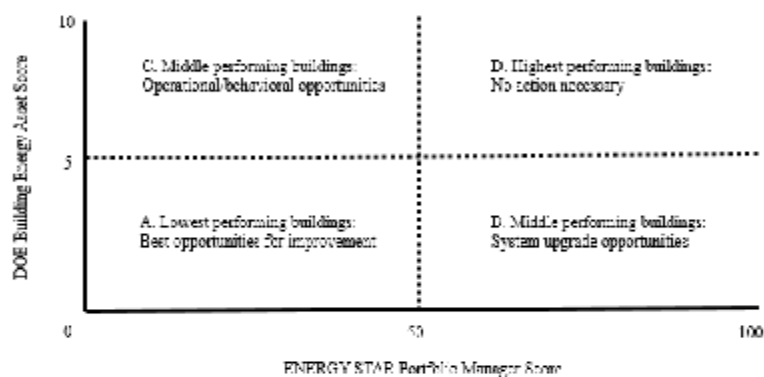 10
C. Middle performing buildings:
Operational/behavioral opportunities
D. Highest performing buildings:
No action necessary
DOE Building Energy Asset Score
5
A. Lowest performing buildings:
Best opportunities for improvement
B. Middle performing buildings:
System upgrade opportunities
0
50
100
ENERGY STAR Portfolio Manager Score